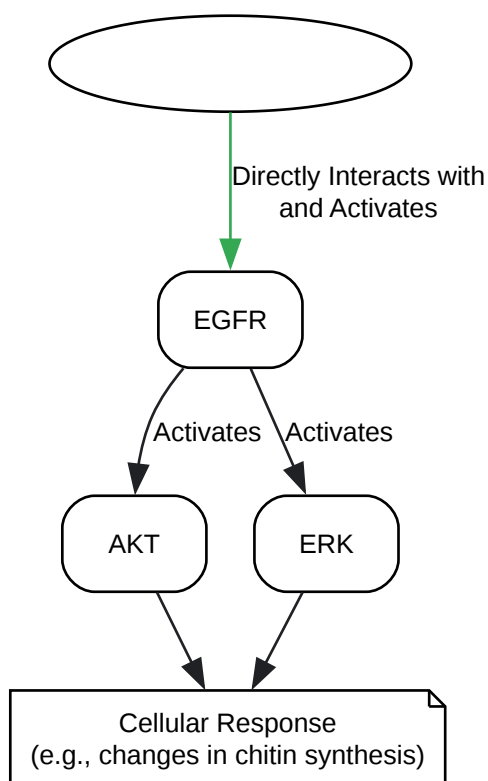 Directly Interacts with
and Activates
EGFR
Activates
Activates
AKT
ERK
Cellular Response
(e.g., changes in chitin synthesis)